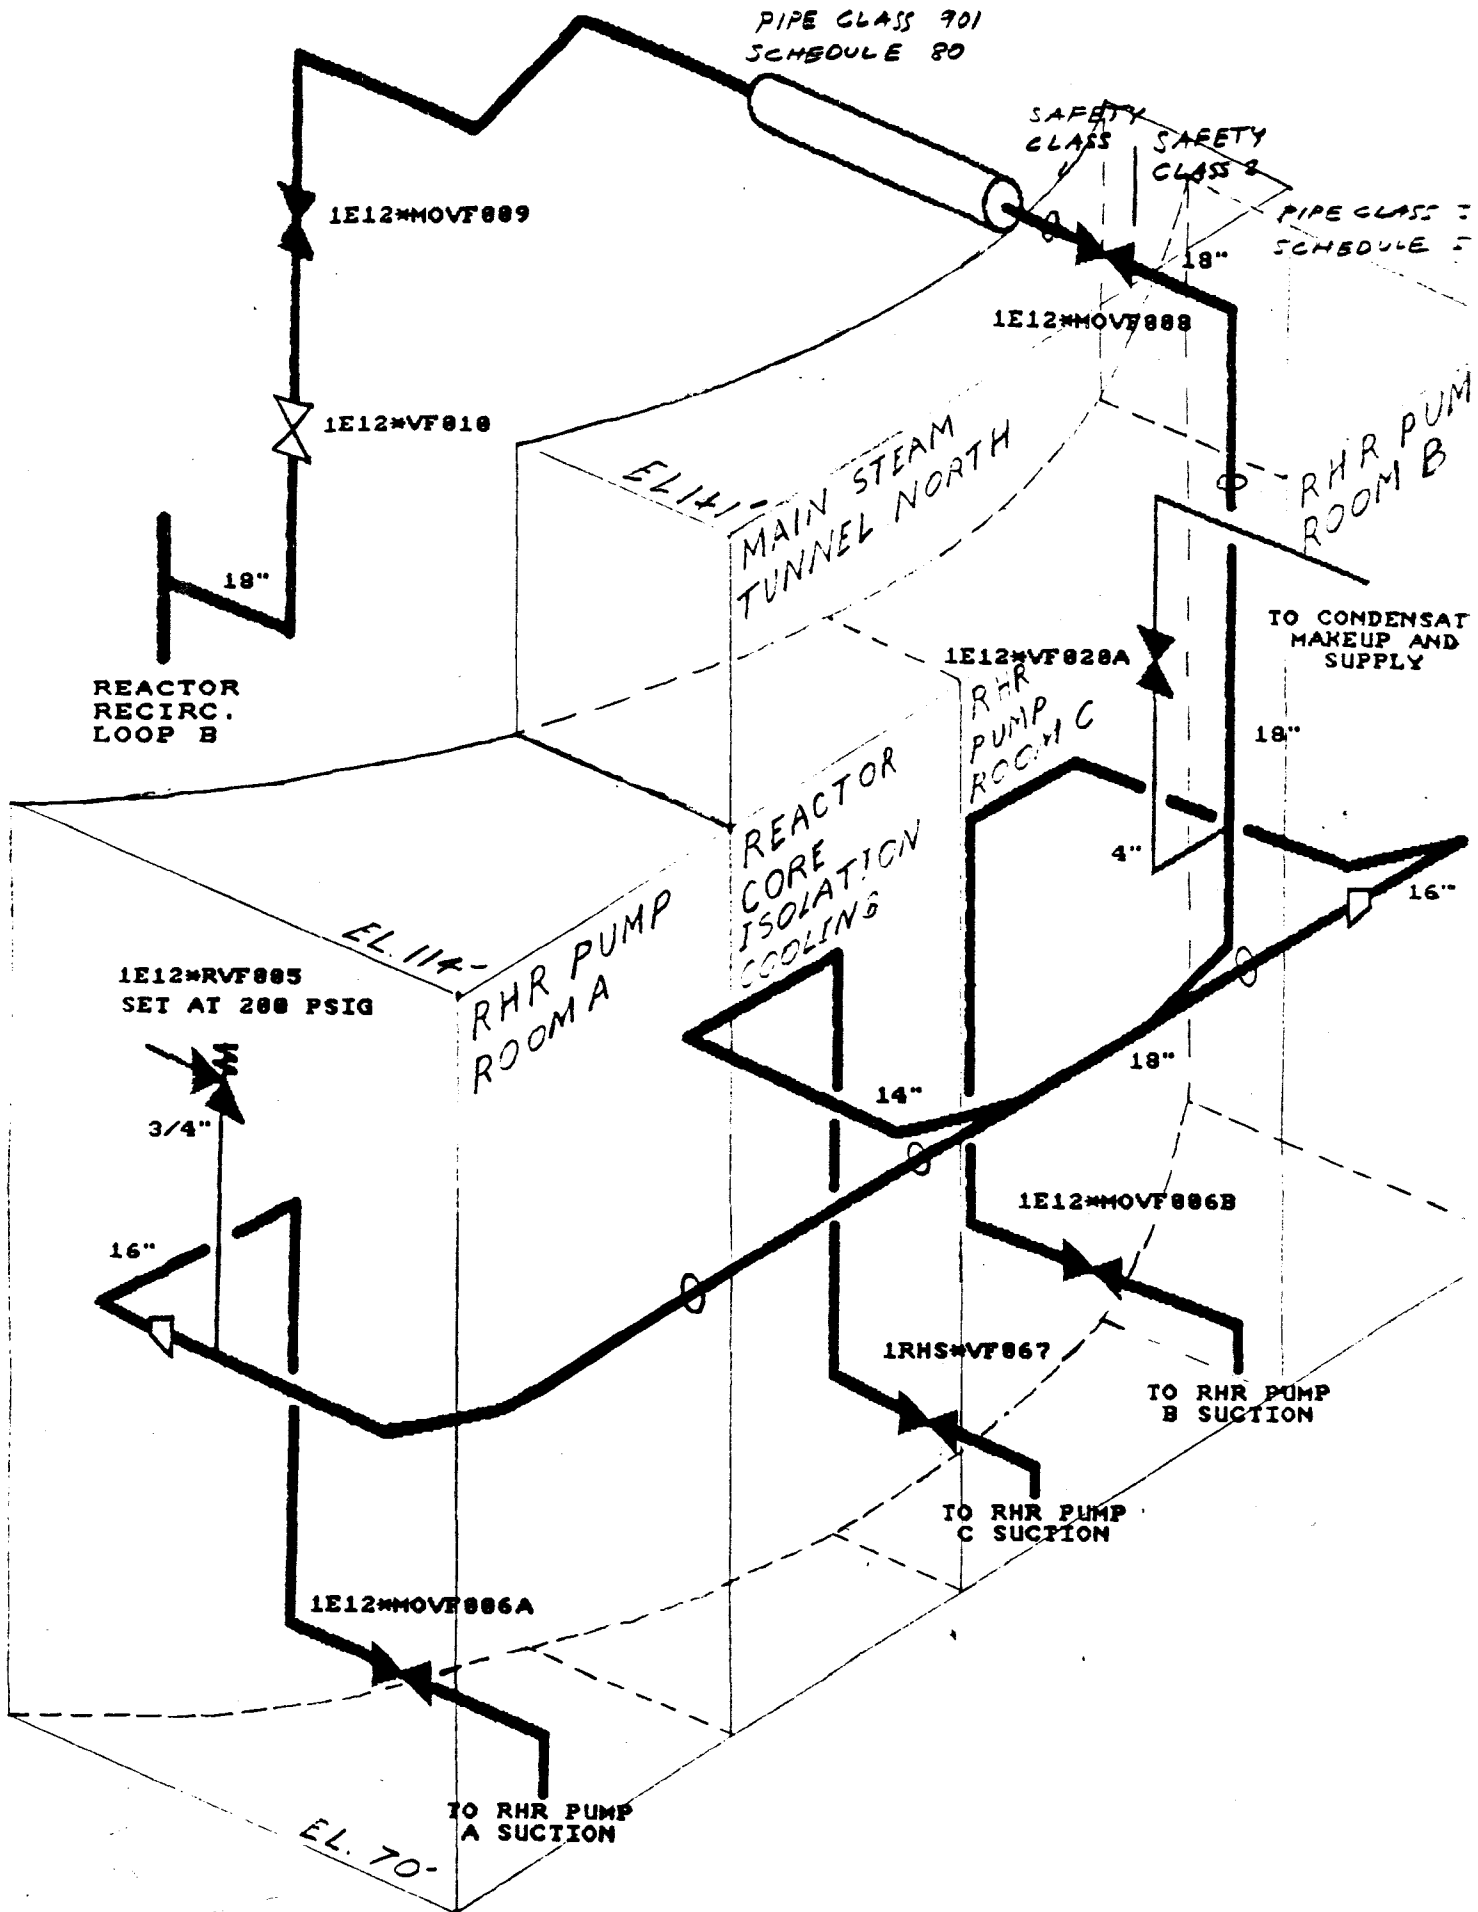 PIPE CLASS 901
SCHEDULE 80
SAFETY
CLASS
SAFETY
CLASS 2
PIPE CLASS
SCHEDULE
1E12*MOVF009
18"
1E12*MOVF008
1E12*VF010
EL 141-
MAIN STEAM
TUNNEL NORTH
RHR PUM
ROOM B
18"
TO CONDENSAT
MAKEUP AND
SUPPLY
1E12*VF020A
REACTOR
RECIRC.
LOOP B
RHR
PUMP
ROOM C
18"
REACTOR
CORE
ISOLATION
COOLING
4"
16"
EL. 114-
RHR PUMP
ROOM A
1E12*RVF005
SET AT 200 PSIG
18"
14"
3/4"
1E12*MOVF006B
16"
1RHS*VF067
TO RHR PUMP
B SUCTION
TO RHR PUMP
C SUCTION
1E12*MOVF006A
TO RHR PUMP
A SUCTION
EL. 70-